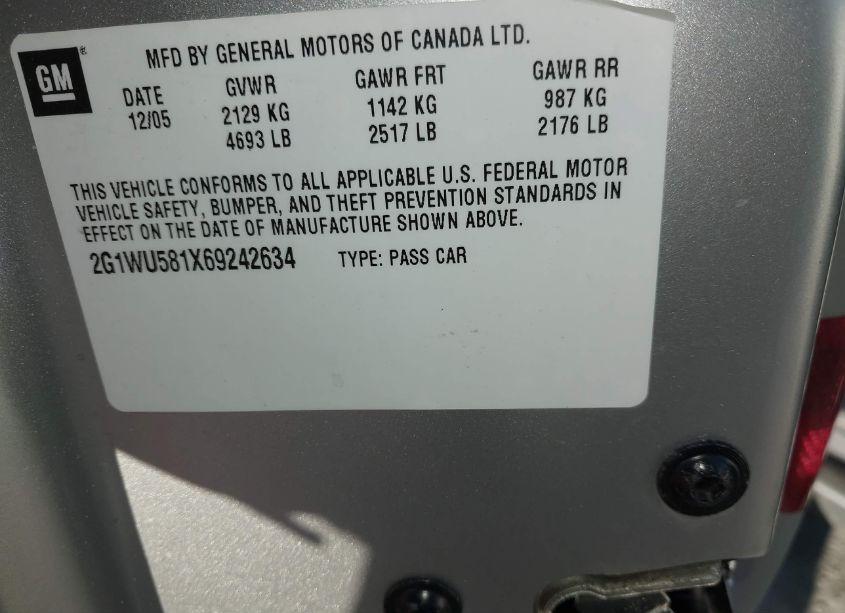 GM
MFD BY GENERAL MOTORS OF CANADA LTD.
DATE GVWR GAWR FRT GAWR RR
12/05 2129 KG 1142 KG 987 KG
4693 LB 2517 LB 2176 LB
THIS VEHICLE CONFORMS TO ALL APPLICABLE U.S. FEDERAL MOTOR
VEHICLE SAFETY, BUMPER, AND THEFT PREVENTION STANDARDS IN
EFFECT ON THE DATE OF MANUFACTURE SHOWN ABOVE.
2G1WU581X69242634 TYPE: PASS CAR